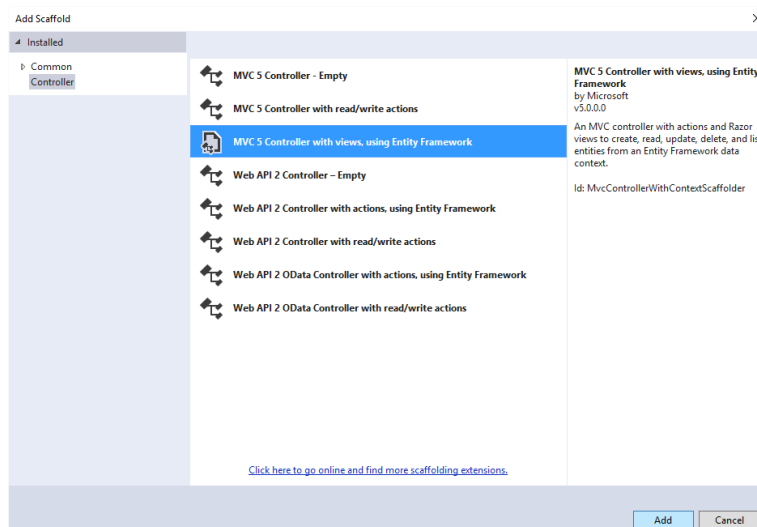 Add Scaffold
Installed
Common
Controller
MVC 5 Controller - Empty
MVC 5 Controller with read/write actions
MVC 5 Controller with views, using Entity Framework
Web API 2 Controller – Empty
Web API 2 Controller with actions, using Entity Framework
Web API 2 Controller with read/write actions
Web API 2 OData Controller with actions, using Entity Framework
Web API 2 OData Controller with read/write actions
Click here to go online and find more scaffolding extensions.
MVC 5 Controller with views, using Entity
Framework
by Microsoft
v5.0.0.0
An MVC controller with actions and Razor
views to create, read, update, delete, and lis
entities from an Entity Framework data
context.
Id: MvcControllerWithContextScaffolder
Add
Cancel